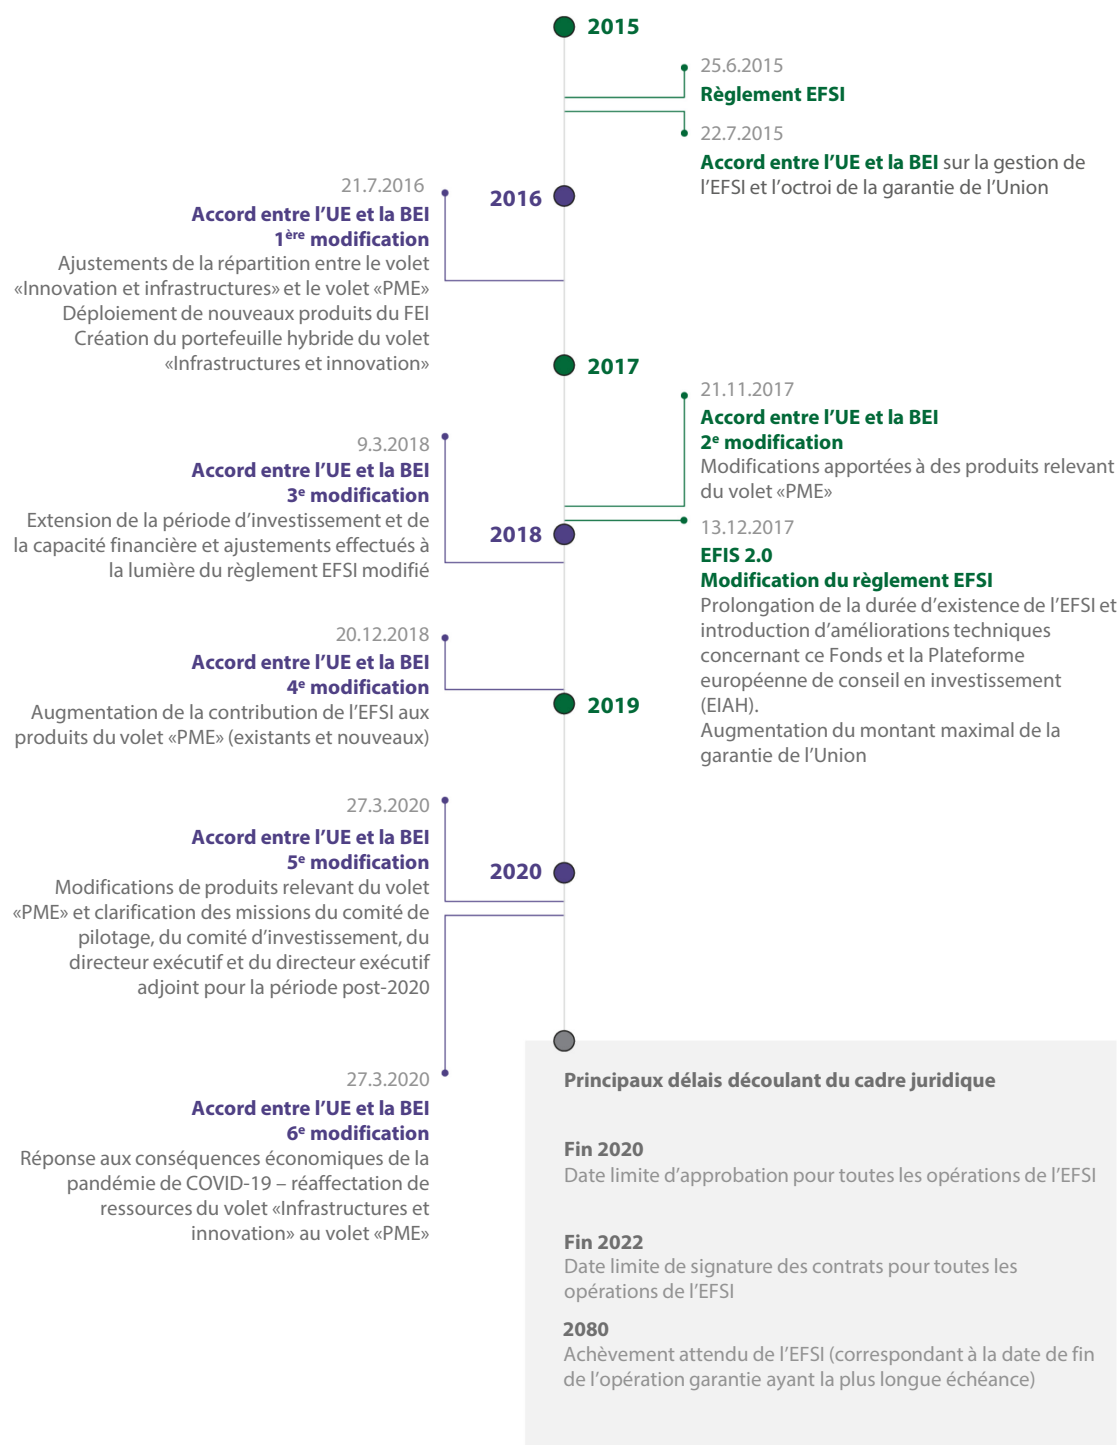 2015
25.6.2015
Règlement EFSI
22.7.2015
Accord entre l’UE et la BEI sur la gestion de
l’EFSI et l’octroi de la garantie de l’Union
2016
21.7.2016
Accord entre l’UE et la BEI
1ère modification
Ajustements de la répartition entre le volet
«Innovation et infrastructures» et le volet «PME»
Déploiement de nouveaux produits du FEI
Création du portefeuille hybride du volet
«Infrastructures et innovation»
2017
21.11.2017
Accord entre l’UE et la BEI
2e modification
Modifications apportées à des produits relevant
du volet «PME»
13.12.2017
EFIS 2.0
Modification du règlement EFSI
Prolongation de la durée d’existence de l’EFSI et
introduction d’améliorations techniques
concernant ce Fonds et la Plateforme
européenne de conseil en investissement
(EIAH).
Augmentation du montant maximal de la
garantie de l’Union
2018
9.3.2018
Accord entre l’UE et la BEI
3e modification
Extension de la période d’investissement et de
la capacité financière et ajustements effectués à
la lumière du règlement EFSI modifié
20.12.2018
Accord entre l’UE et la BEI
4e modification
Augmentation de la contribution de l’EFSI aux
produits du volet «PME» (existants et nouveaux)
2019
2020
27.3.2020
Accord entre l’UE et la BEI
5e modification
Modifications de produits relevant du volet
«PME» et clarification des missions du comité de
pilotage, du comité d’investissement, du
directeur exécutif et du directeur exécutif
adjoint pour la période post-2020
27.3.2020
Accord entre l’UE et la BEI
6e modification
Réponse aux conséquences économiques de la
pandémie de COVID-19 – réaffectation de
ressources du volet «Infrastructures et
innovation» au volet «PME»
Principaux délais découlant du cadre juridique
Fin 2020
Date limite d’approbation pour toutes les opérations de l’EFSI
Fin 2022
Date limite de signature des contrats pour toutes les
opérations de l’EFSI
2080
Achèvement attendu de l’EFSI (correspondant à la date de fin
de l’opération garantie ayant la plus longue échéance)